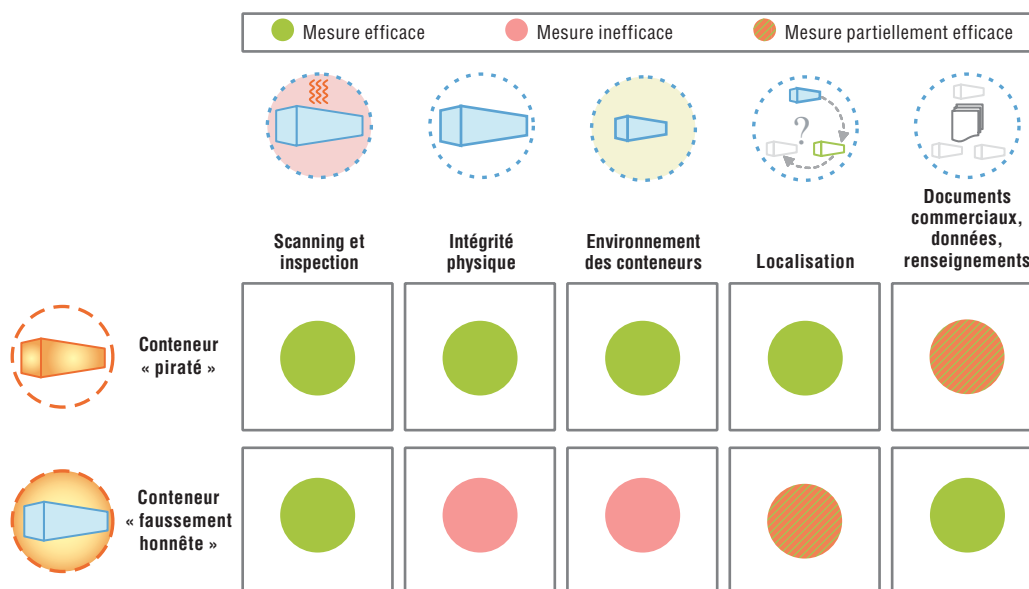 Mesure efficace Mesure inefficace Mesure partiellement efficace
?
Scanning et
inspection
Intégrité
physique
Environnement
des conteneurs
Localisation
Documents
commerciaux,
données,
renseignements
Conteneur
« piraté »
Conteneur
« faussement
honnête »